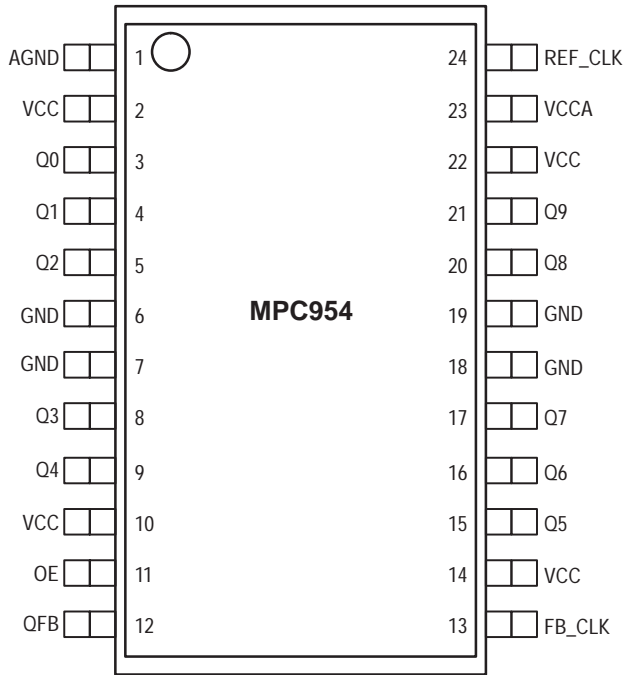 AGND 1 24 REF_CLK
VCC 2 23 VCCA
Q0 3 22 VCC
Q1 4 21 Q9
Q2 5 20 Q8
GND 6 MPC954 19 GND
GND 7 18 GND
Q3 8 17 Q7
Q4 9 16 Q6
VCC 10 15 Q5
OE 11 14 VCC
QFB 12 13 FB_CLK